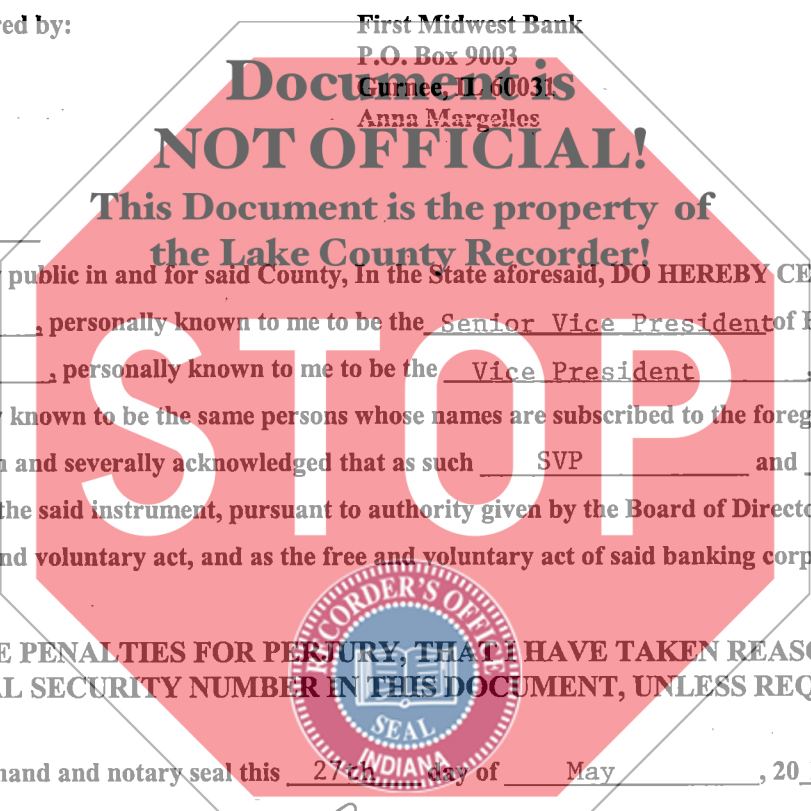 red by: First Midwest Bank
P.O. Box 9003
Gurnee, IL 60031
Anna Margellos
Document is
NOT OFFICIAL!
This Document is the property of
the Lake County Recorder!
public in and for said County, In the State aforesaid, DO HEREBY CE
, personally known to me to be the Senior Vice President of
, personally known to me to be the Vice President ,
known to be the same persons whose names are subscribed to the foreg
and severally acknowledged that as such SVP and
the said instrument, pursuant to authority given by the Board of Directo
nd voluntary act, and as the free and voluntary act of said banking corp
STOP
E PENALTIES FOR PERJURY, THAT I HAVE TAKEN REASO
L SECURITY NUMBER IN THIS DOCUMENT, UNLESS REQ
RECORDER'S OFFICE
SEAL
INDIANA
hand and notary seal this 27th day of May , 20